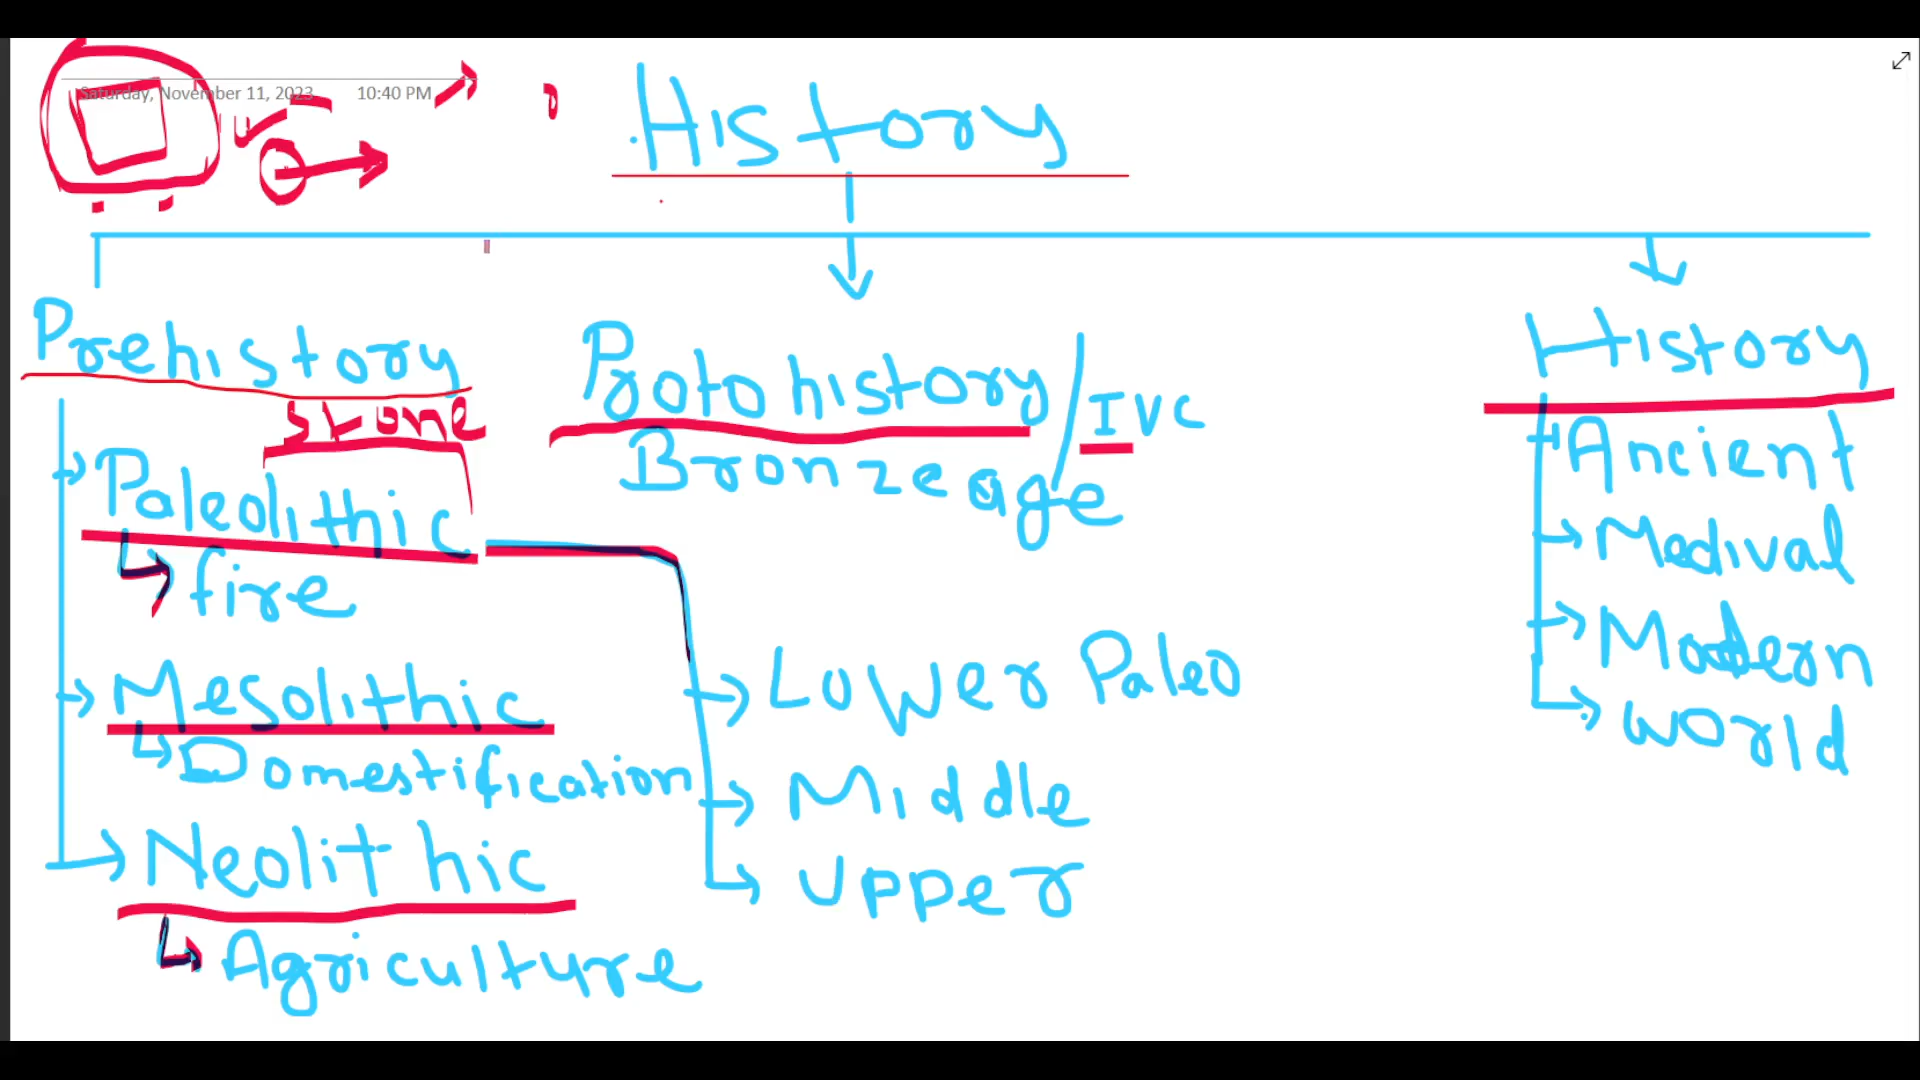 Saturday, November 11, 2023 10:40 PM
History
Prehistory
Stone
Paleolithic
fire
Mesolithic
Domestification
Neolithic
Agriculture
Protohistory / IVC
Bronze age
Lower Paleo
Middle
Upper
History
Ancient
Medival
Modern
World